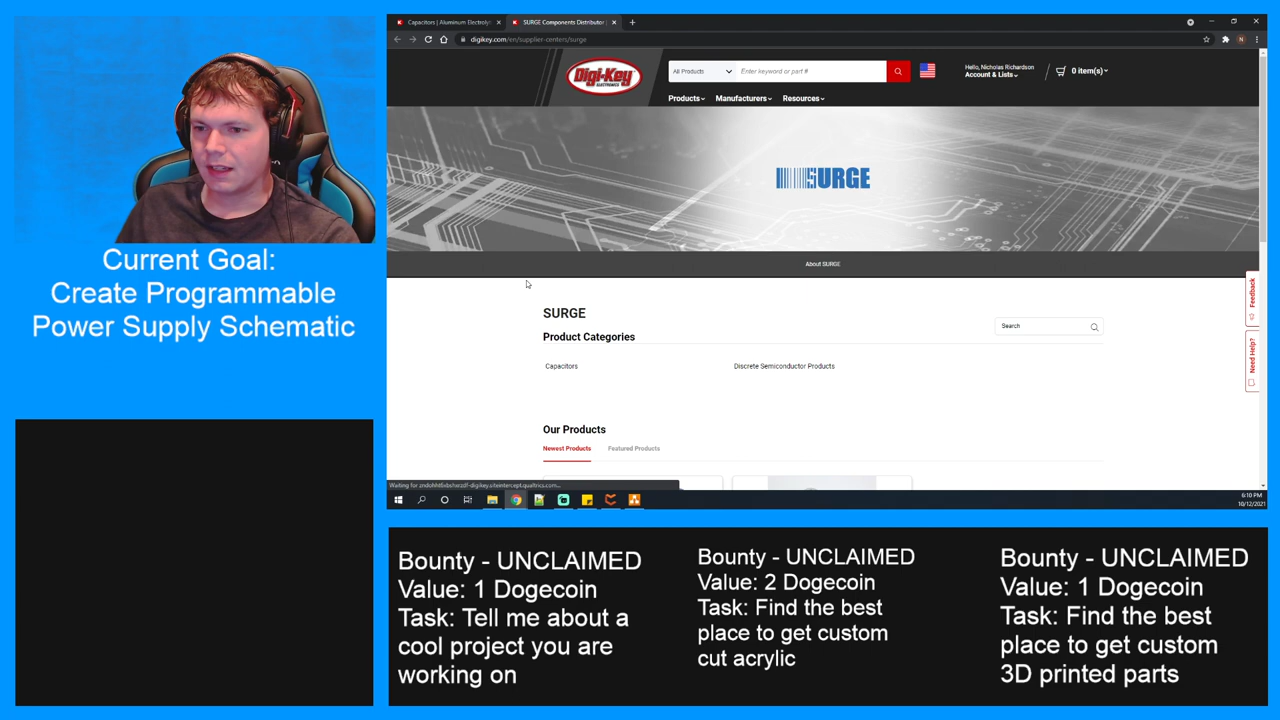 Capacitors | Aluminum Electroly
SURGE Components Distributor |
digikey.com/en/supplier-centers/surge
Digi-Key
ELECTRONICS
All Products
Enter keyword or part #
Hello, Nicholas Richardson
Account & Lists
0 item(s)
Products
Manufacturers
Resources
SURGE
About SURGE
Feedback
Need Help?
SURGE
Search
Product Categories
Capacitors
Discrete Semiconductor Products
Our Products
Newest Products
Featured Products
6:10 PM
10/12/2021
Current Goal:
Create Programmable
Power Supply Schematic
Bounty - UNCLAIMED
Value: 1 Dogecoin
Task: Tell me about a
cool project you are
working on
Bounty - UNCLAIMED
Value: 2 Dogecoin
Task: Find the best
place to get custom
cut acrylic
Bounty - UNCLAIMED
Value: 1 Dogecoin
Task: Find the best
place to get custom
3D printed parts